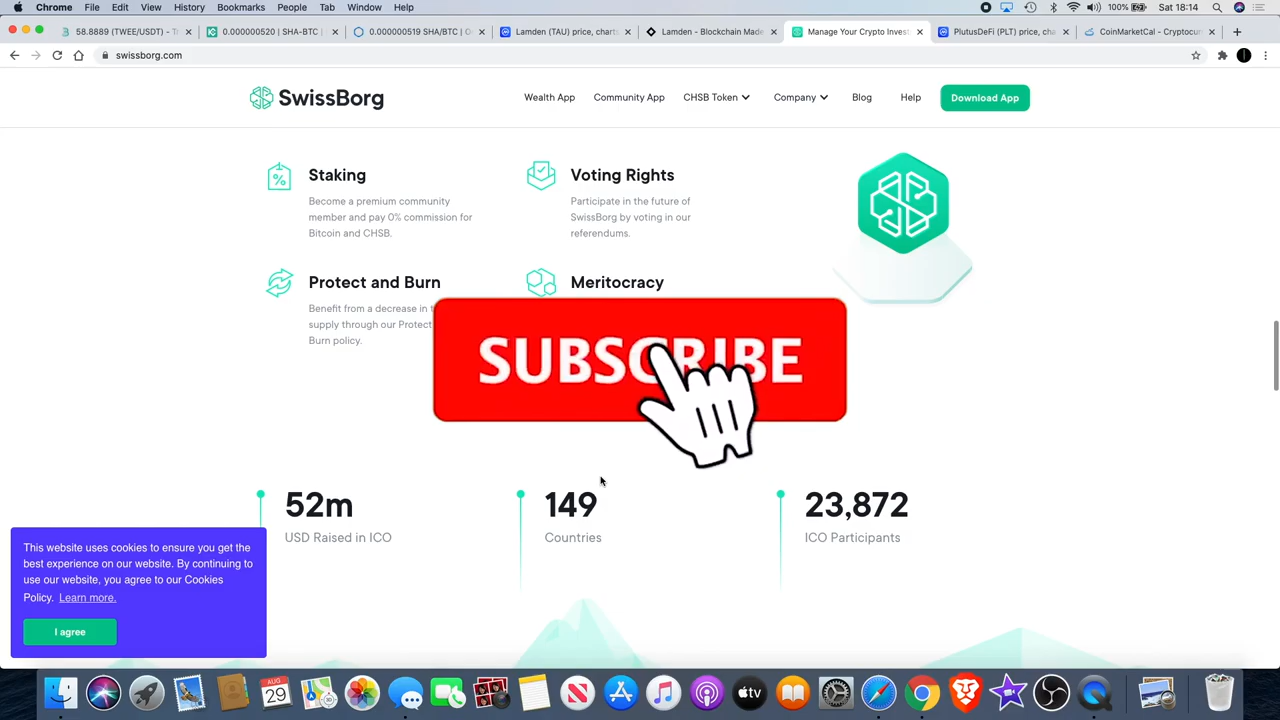 Chrome File Edit View History Bookmarks People Tab Window Help 100% Sat 18:14
58.8889 (TWEE/USDT) - T
0.000000520 | SHA-BTC |
0.000000519 SHA/BTC | O
Lamden (TAU) price, charts
Lamden - Blockchain Made
Manage Your Crypto Invest
PlutusDeFi (PLT) price, cha
CoinMarketCal - Cryptocur
swissborg.com
SwissBorg
Wealth App Community App CHSB Token Company Blog Help Download App
Staking
Become a premium community
member and pay 0% commission for
Bitcoin and CHSB.
Voting Rights
Participate in the future of
SwissBorg by voting in our
referendums.
Protect and Burn
Benefit from a decrease in t
supply through our Protect
Burn policy.
Meritocracy
SUBSCRIBE
52m
USD Raised in ICO
149
Countries
23,872
ICO Participants
This website uses cookies to ensure you get the
best experience on our website. By continuing to
use our website, you agree to our Cookies
Policy. Learn more.
I agree
AUG
29
tv